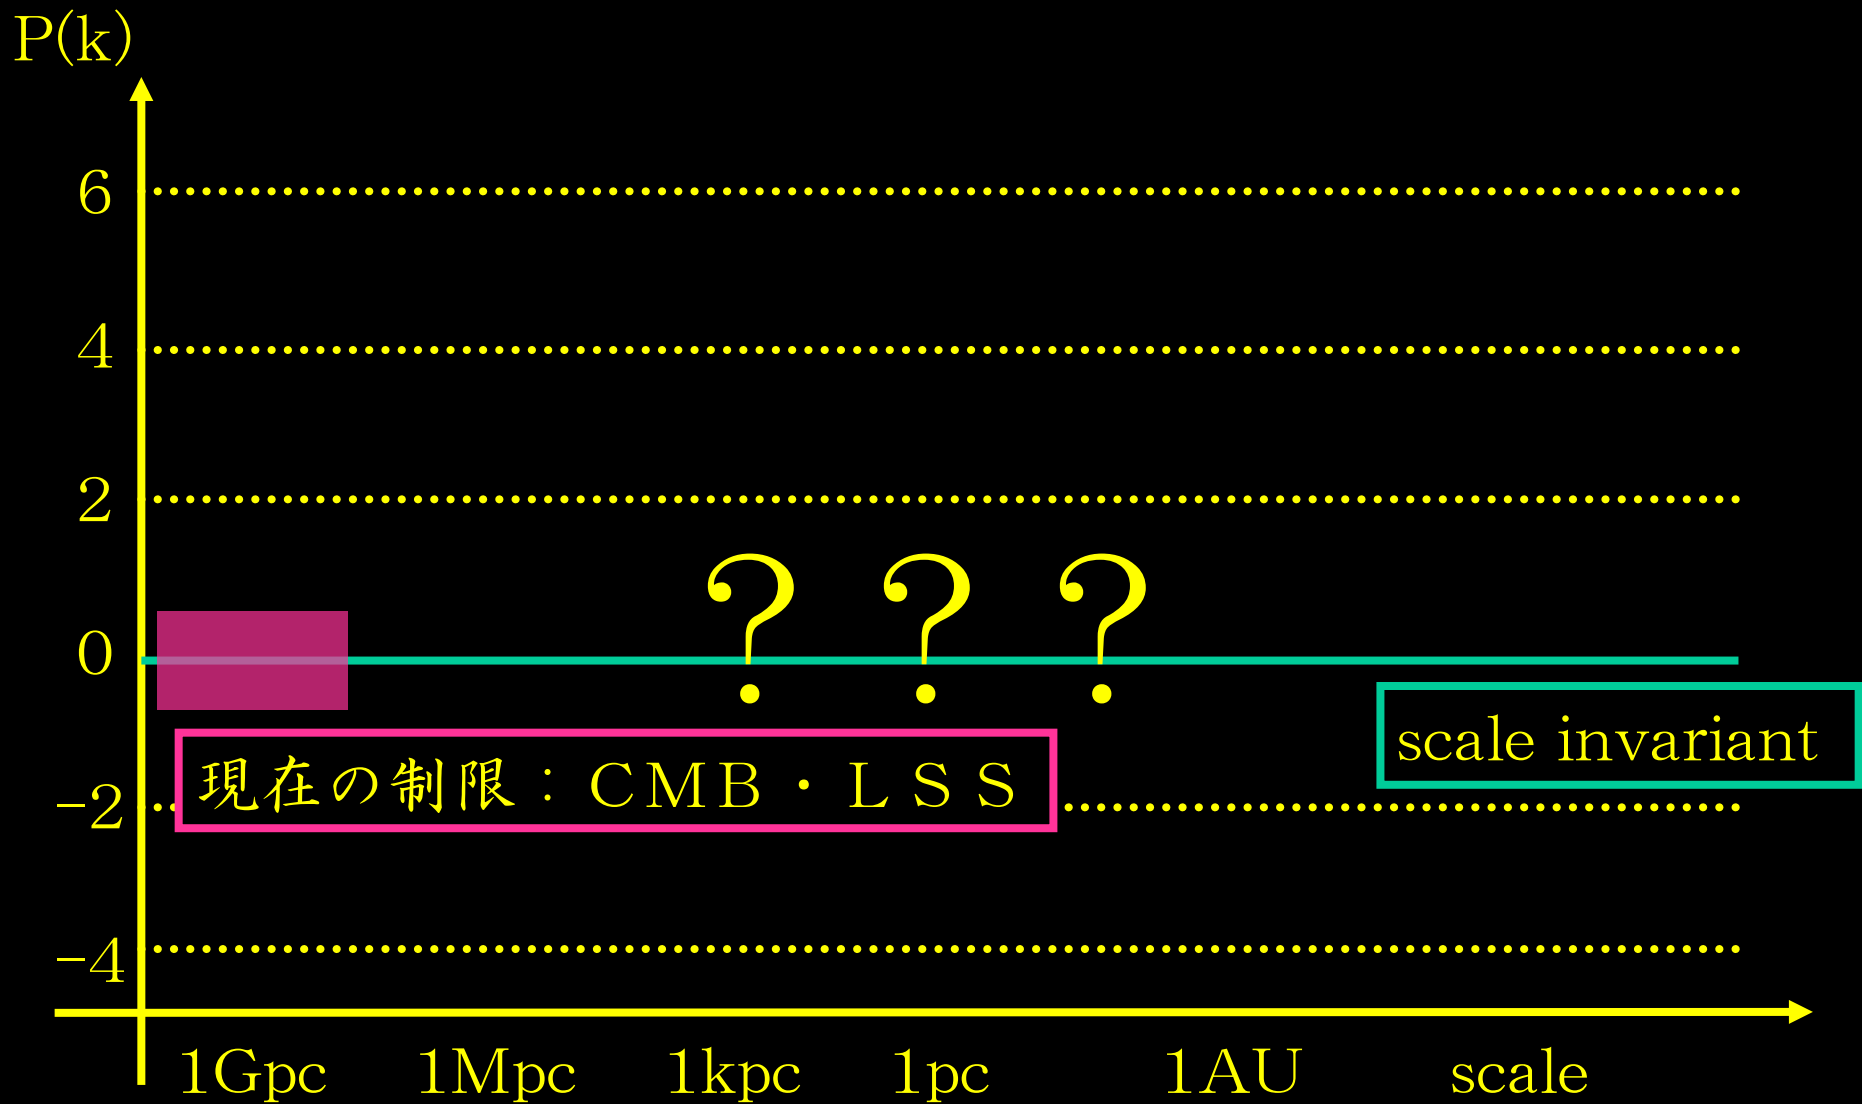 P(k)
6
4
2
? ? ?
0
scale invariant
現在の制限：ＣＭＢ・ＬＳＳ
-2
-4
1Gpc 1Mpc 1kpc 1pc 1AU scale